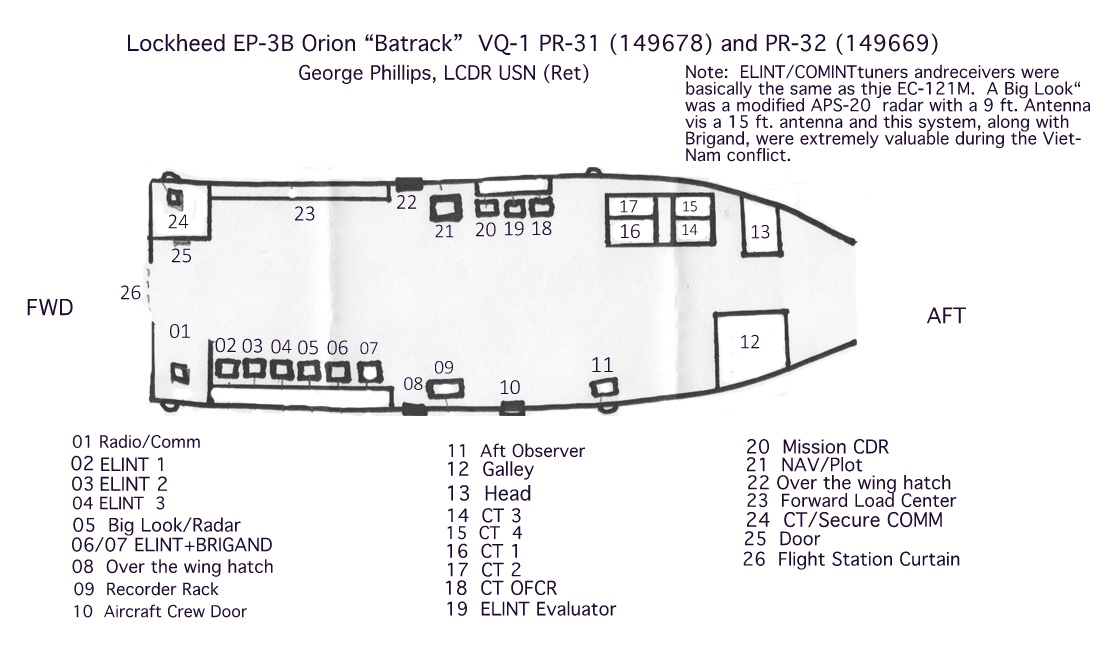 Lockheed EP-3B Orion “Batrack” VQ-1 PR-31 (149678) and PR-32 (149669)
George Phillips, LCDR USN (Ret)
Note: ELINT/COMINTtuners andreceivers were
basically the same as thje EC-121M. A Big Look“
was a modified APS-20 radar with a 9 ft. Antenna
vis a 15 ft. antenna and this system, along with
Brigand, were extremely valuable during the Viet-
Nam conflict.
24
25
26
23
22
21
20 19 18
17
16
15
14
13
FWD
AFT
01
02 03 04 05 06 07
08
09
10
11
12
01 Radio/Comm
02 ELINT 1
03 ELINT 2
04 ELINT 3
05 Big Look/Radar
06/07 ELINT+BRIGAND
08 Over the wing hatch
09 Recorder Rack
10 Aircraft Crew Door
11 Aft Observer
12 Galley
13 Head
14 CT 3
15 CT 4
16 CT 1
17 CT 2
18 CT OFCR
19 ELINT Evaluator
20 Mission CDR
21 NAV/Plot
22 Over the wing hatch
23 Forward Load Center
24 CT/Secure COMM
25 Door
26 Flight Station Curtain